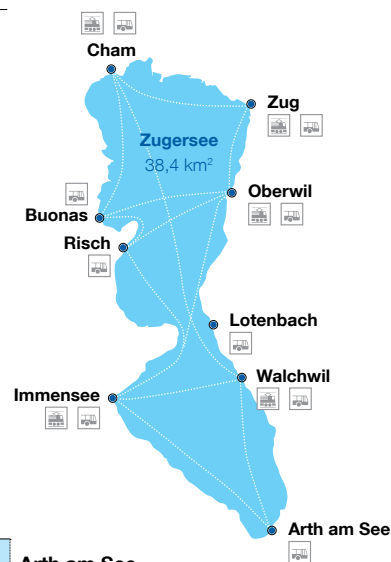 Cham
Zug
Zugersee
38,4 km²
Oberwil
Buonas
Risch
Lotenbach
Walchwil
Immensee
Arth am See
Arth am See